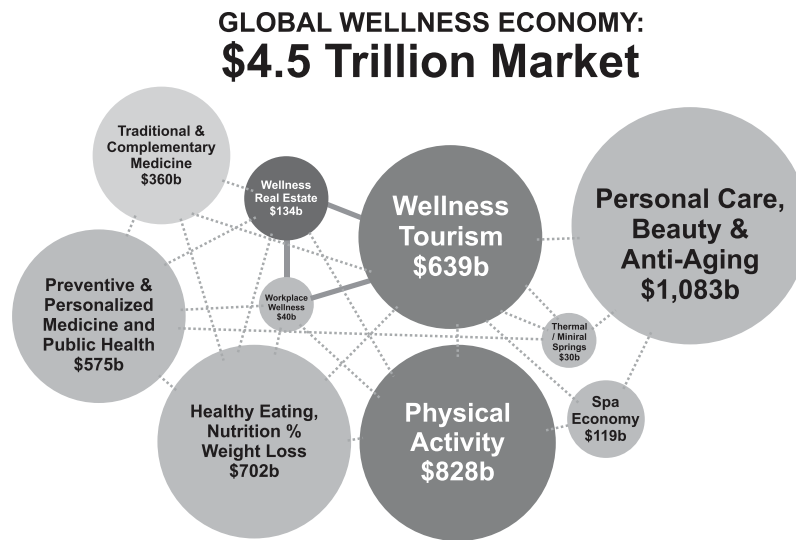 GLOBAL WELLNESS ECONOMY:
$4.5 Trillion Market
Traditional &
Complementary
Medicine
$360b
Wellness
Real Estate
$134b
Wellness
Tourism
$639b
Personal Care,
Beauty &
Anti-Aging
$1,083b
Preventive &
Personalized
Medicine and
Public Health
$575b
Workplace
Wellness
$40b
Thermal
/ Miniral
Springs
$30b
Healthy Eating,
Nutrition %
Weight Loss
$702b
Physical
Activity
$828b
Spa
Economy
$119b